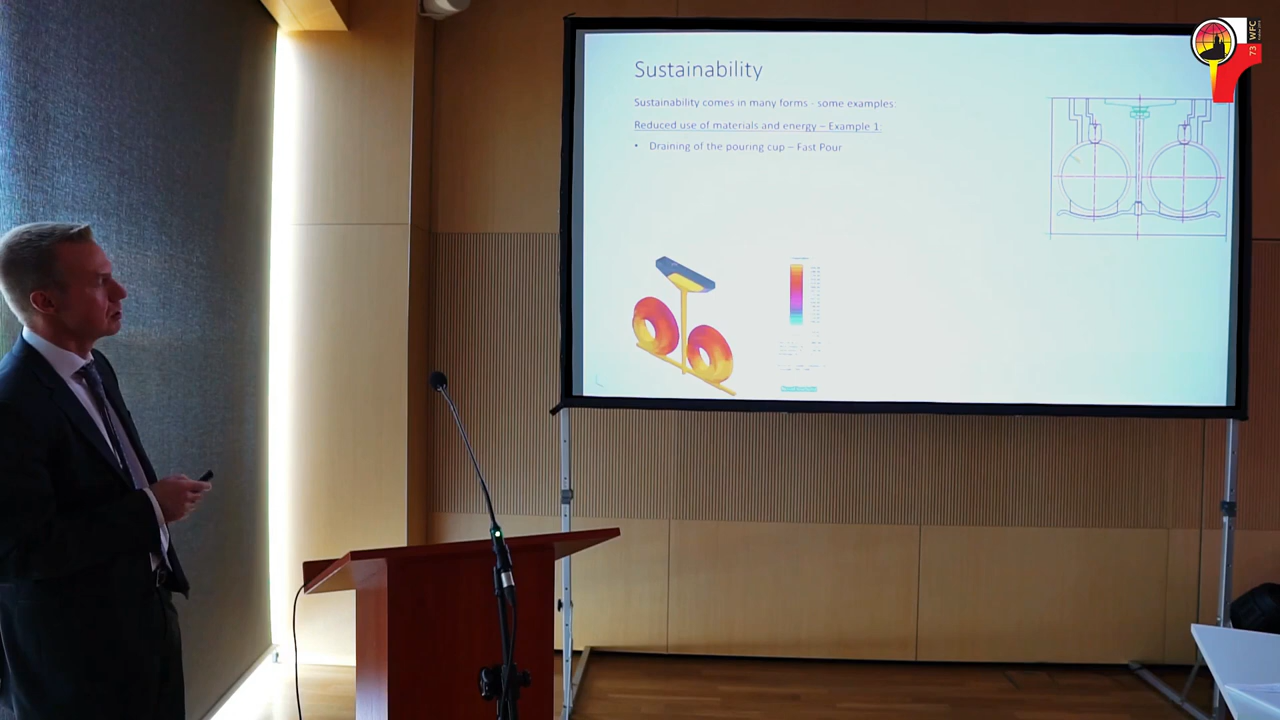 73 WFC
Sustainability
Sustainability comes in many forms - some examples:
Reduced use of materials and energy – Example 1:
• Draining of the pouring cup – Fast Pour